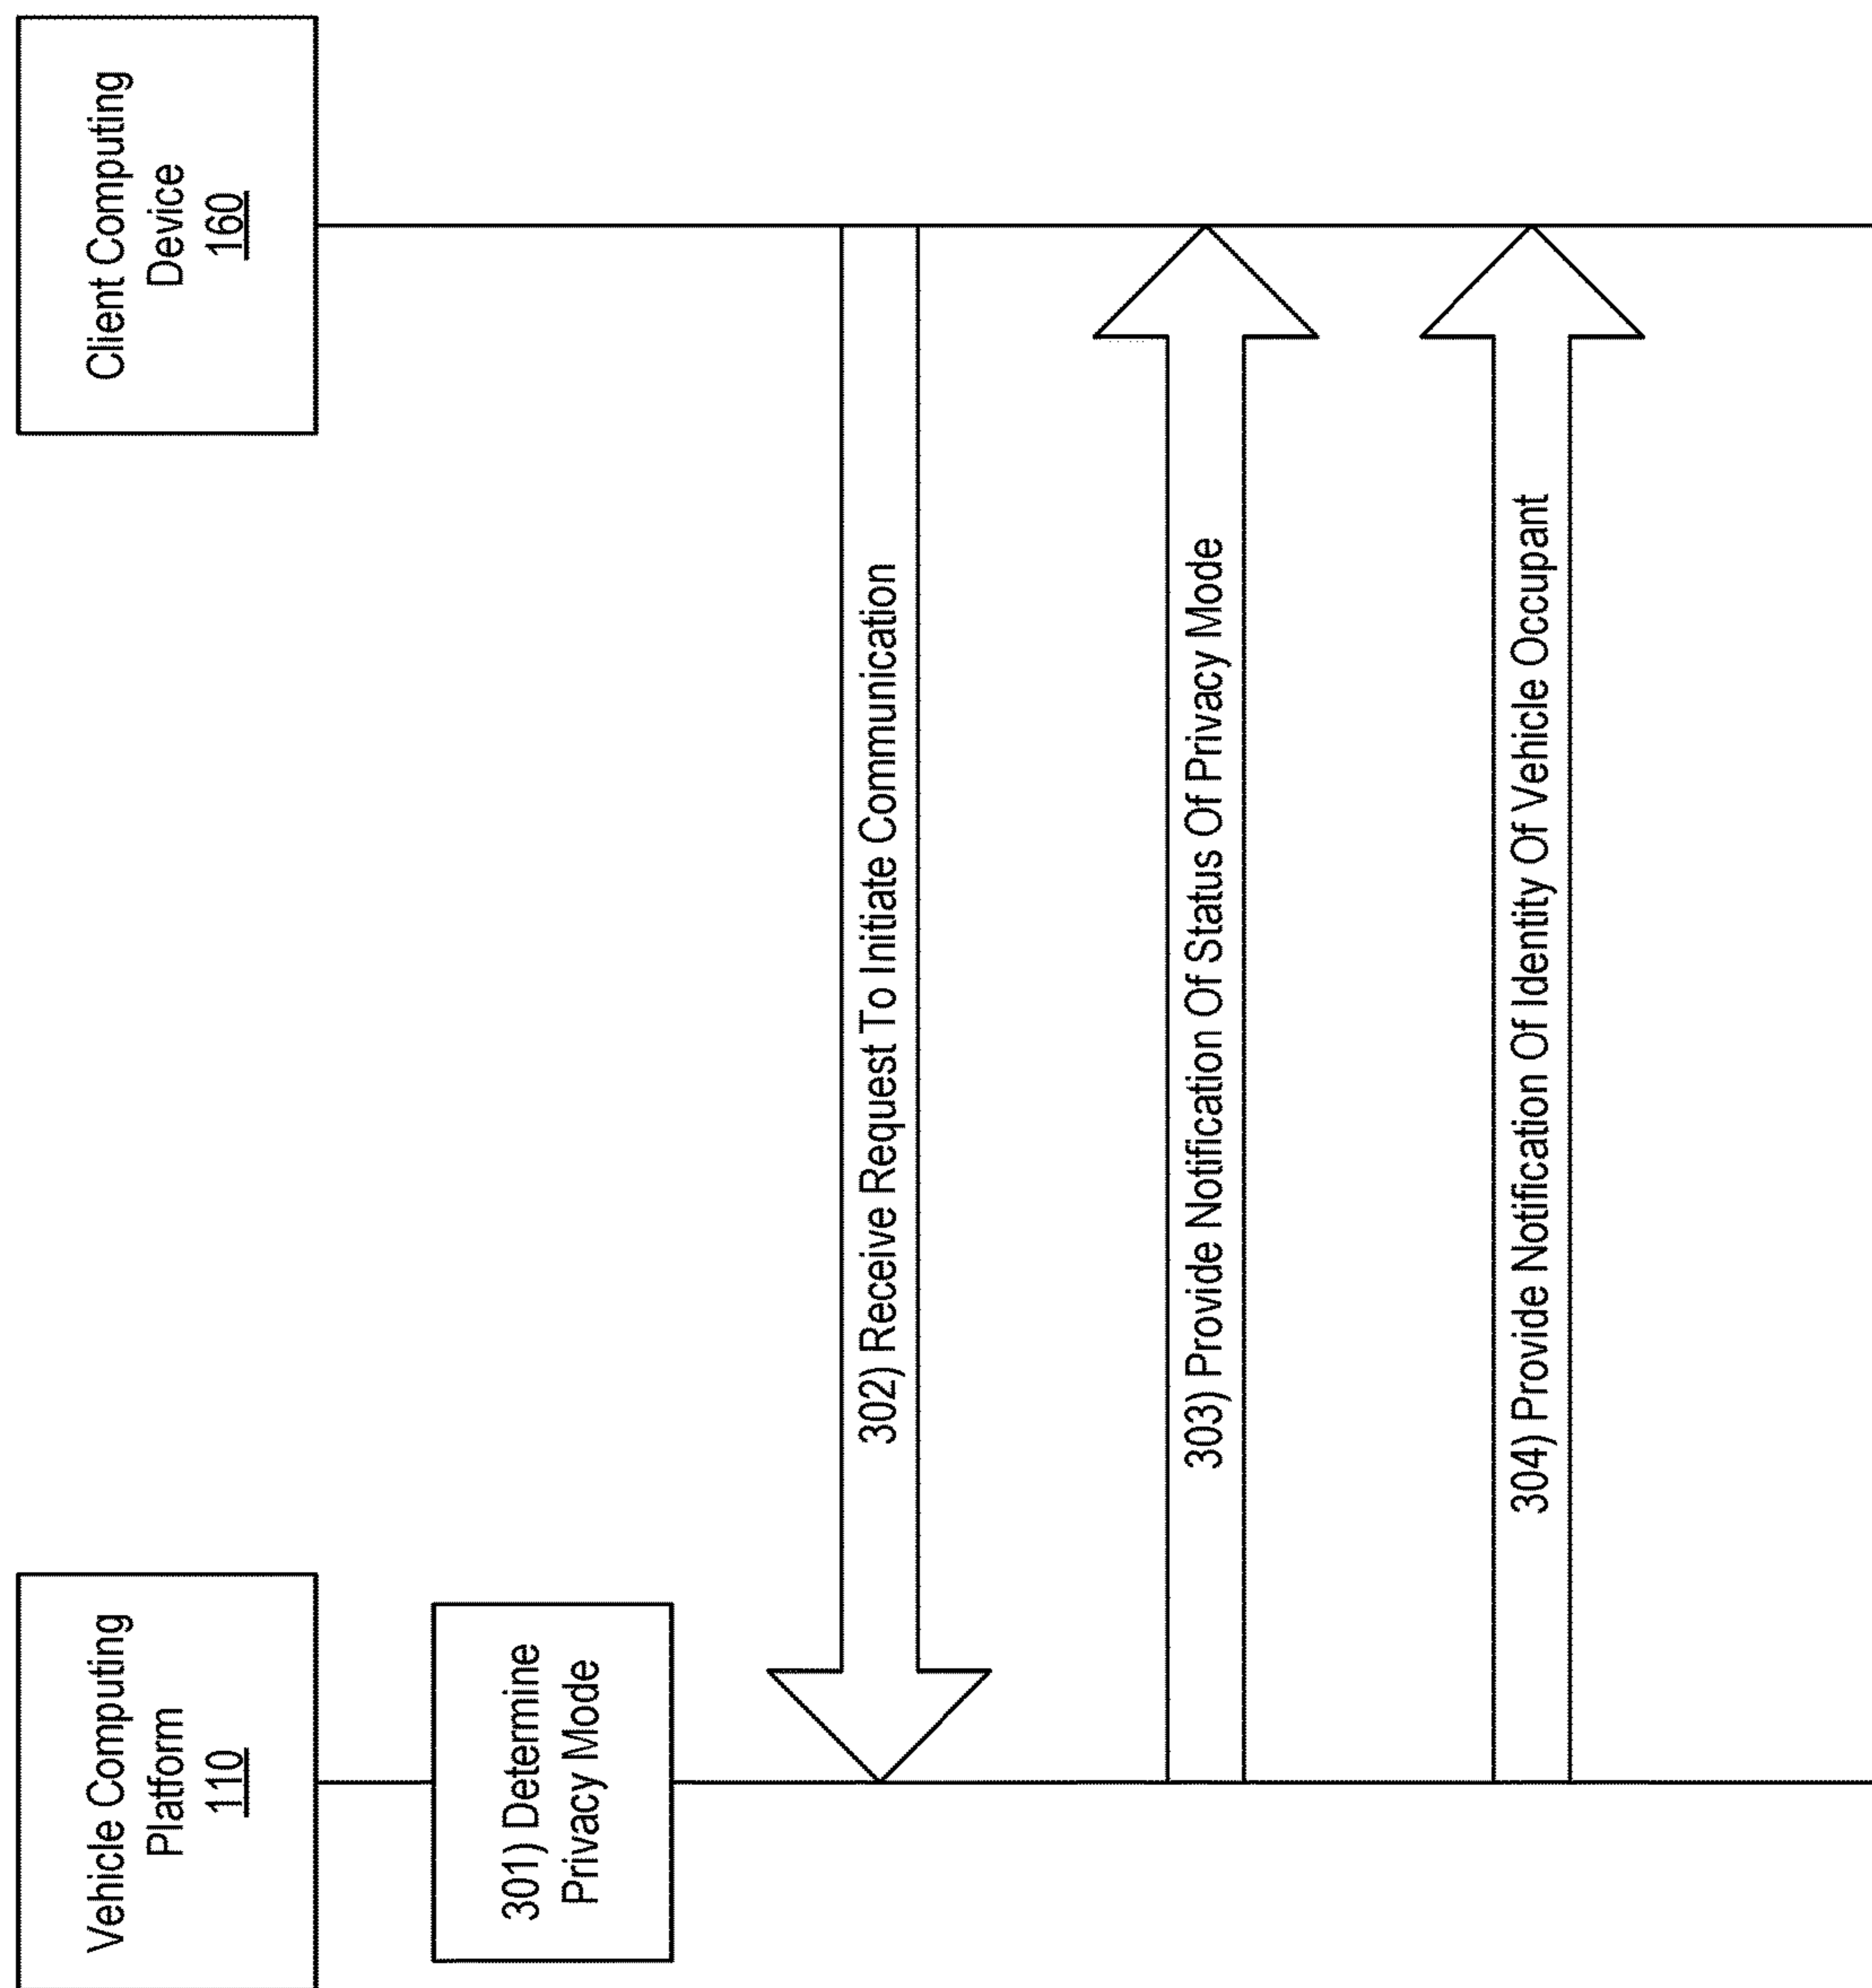 Vehicle Computing
Platform
110
Client Computing
Device
160
301) Determine
Privacy Mode
302) Receive Request To Initiate Communication
303) Provide Notification Of Status Of Privacy Mode
304) Provide Notification Of Identity Of Vehicle Occupant